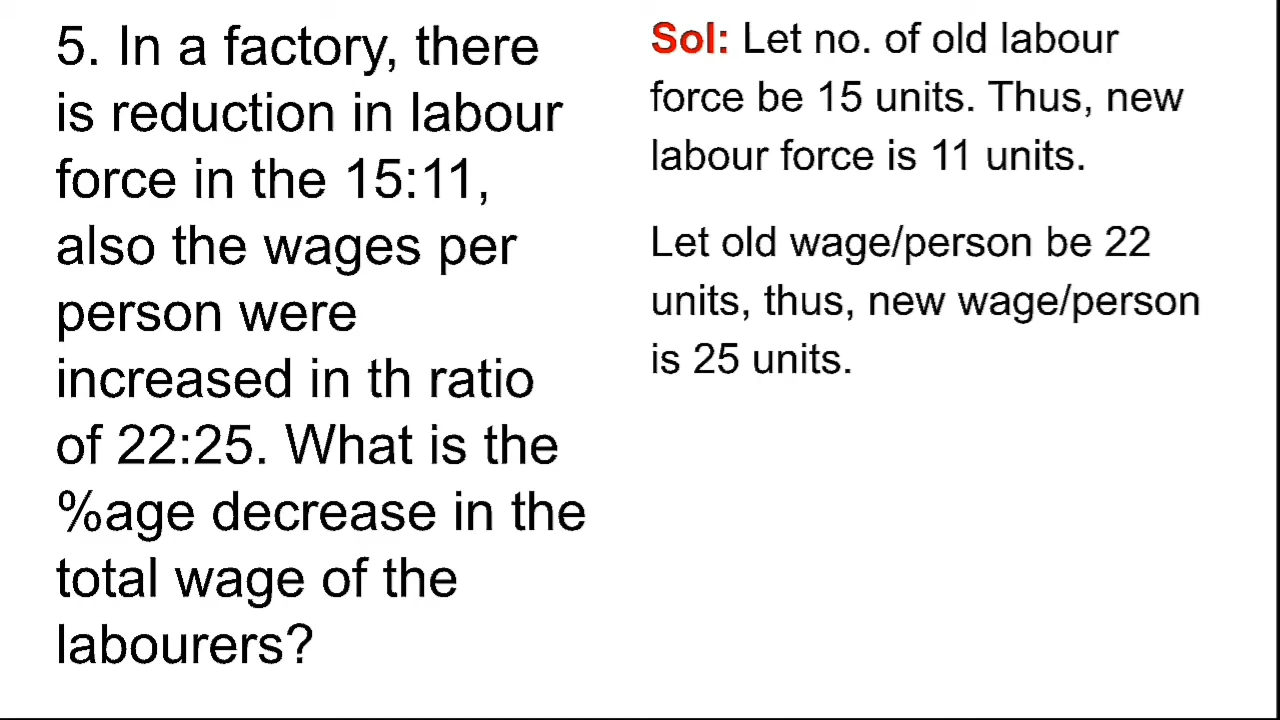 5. In a factory, there
is reduction in labour
force in the 15:11,
also the wages per
person were
increased in th ratio
of 22:25. What is the
%age decrease in the
total wage of the
labourers?
Sol: Let no. of old labour
force be 15 units. Thus, new
labour force is 11 units.
Let old wage/person be 22
units, thus, new wage/person
is 25 units.